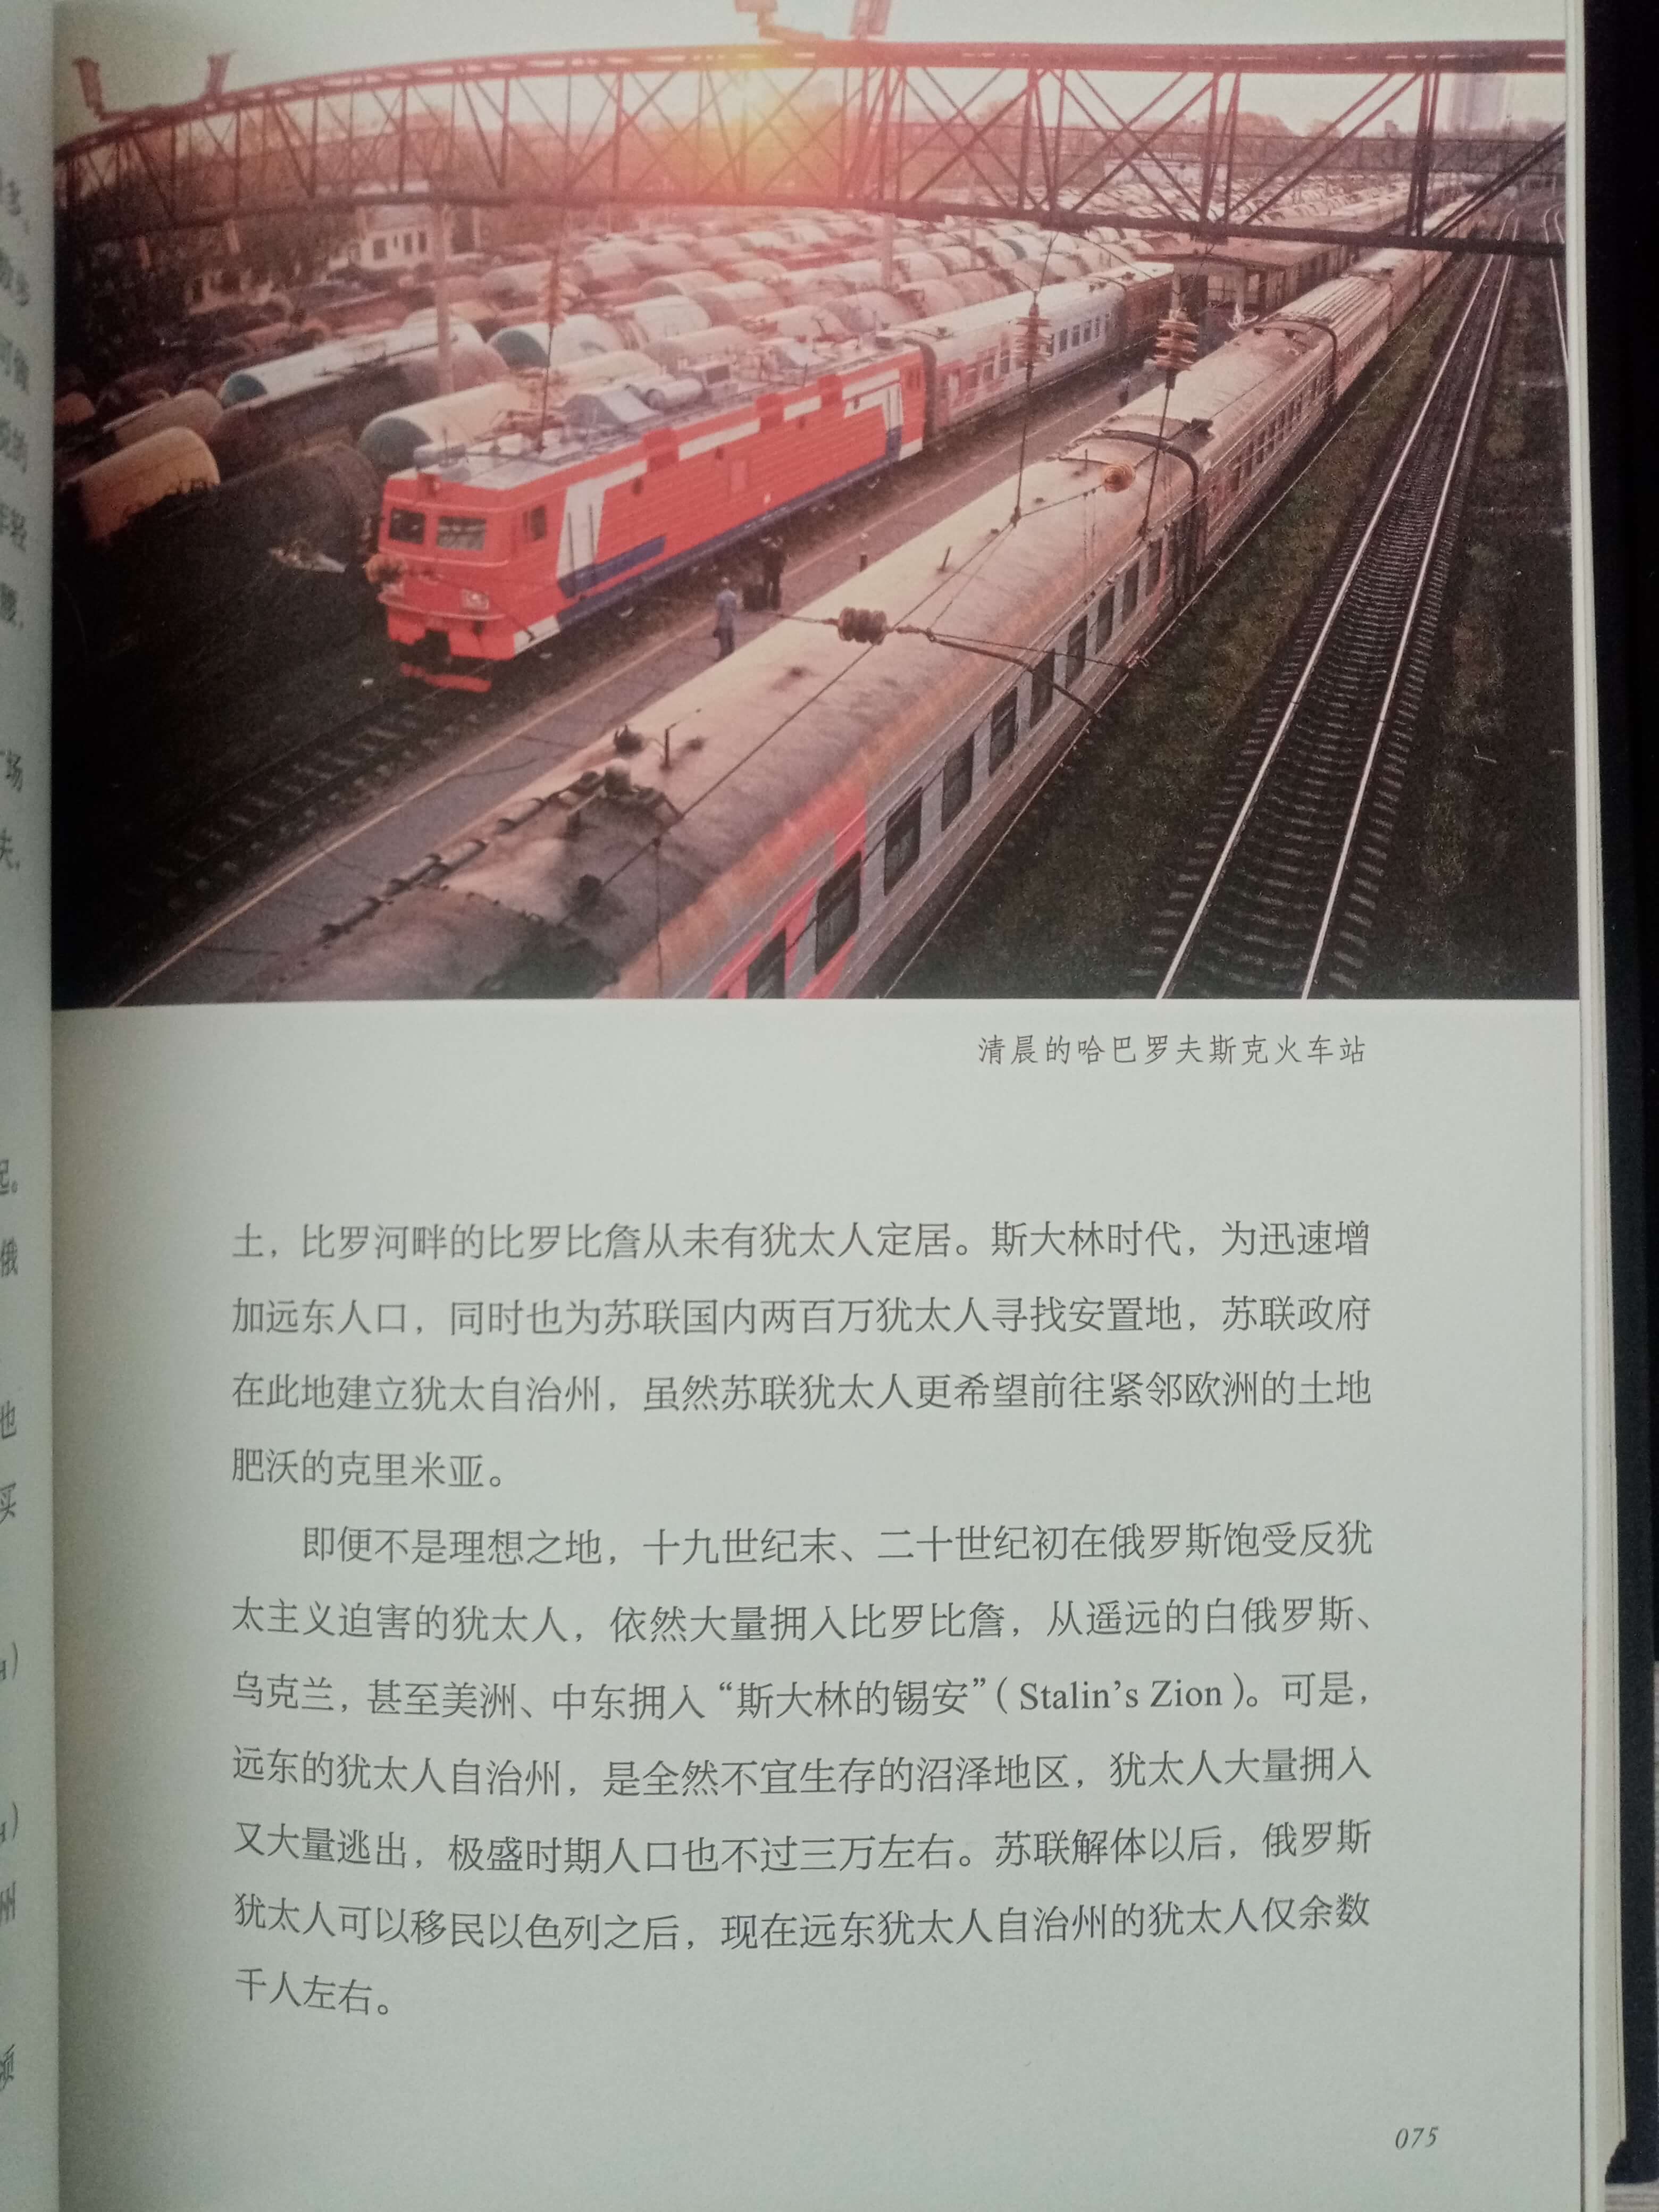 清晨的哈巴罗夫斯克火车站
土，比罗河畔的比罗比詹从未有犹太人定居。斯大林时代，为迅速增
加远东人口，同时也为苏联国内两百万犹太人寻找安置地，苏联政府
在此地建立犹太自治州，虽然苏联犹太人更希望前往紧邻欧洲的土地
肥沃的克里米亚。
即便不是理想之地，十九世纪末、二十世纪初在俄罗斯饱受反犹
太主义迫害的犹太人，依然大量拥入比罗比詹，从遥远的白俄罗斯、
乌克兰，甚至美洲、中东拥入“斯大林的锡安”（Stalin’s Zion）。可是，
远东的犹太人自治州，是全然不宜生存的沼泽地区，犹太人大量拥入
又大量逃出，极盛时期人口也不过三万左右。苏联解体以后，俄罗斯
犹太人可以移民以色列之后，现在远东犹太人自治州的犹太人仅余数
千人左右。
075